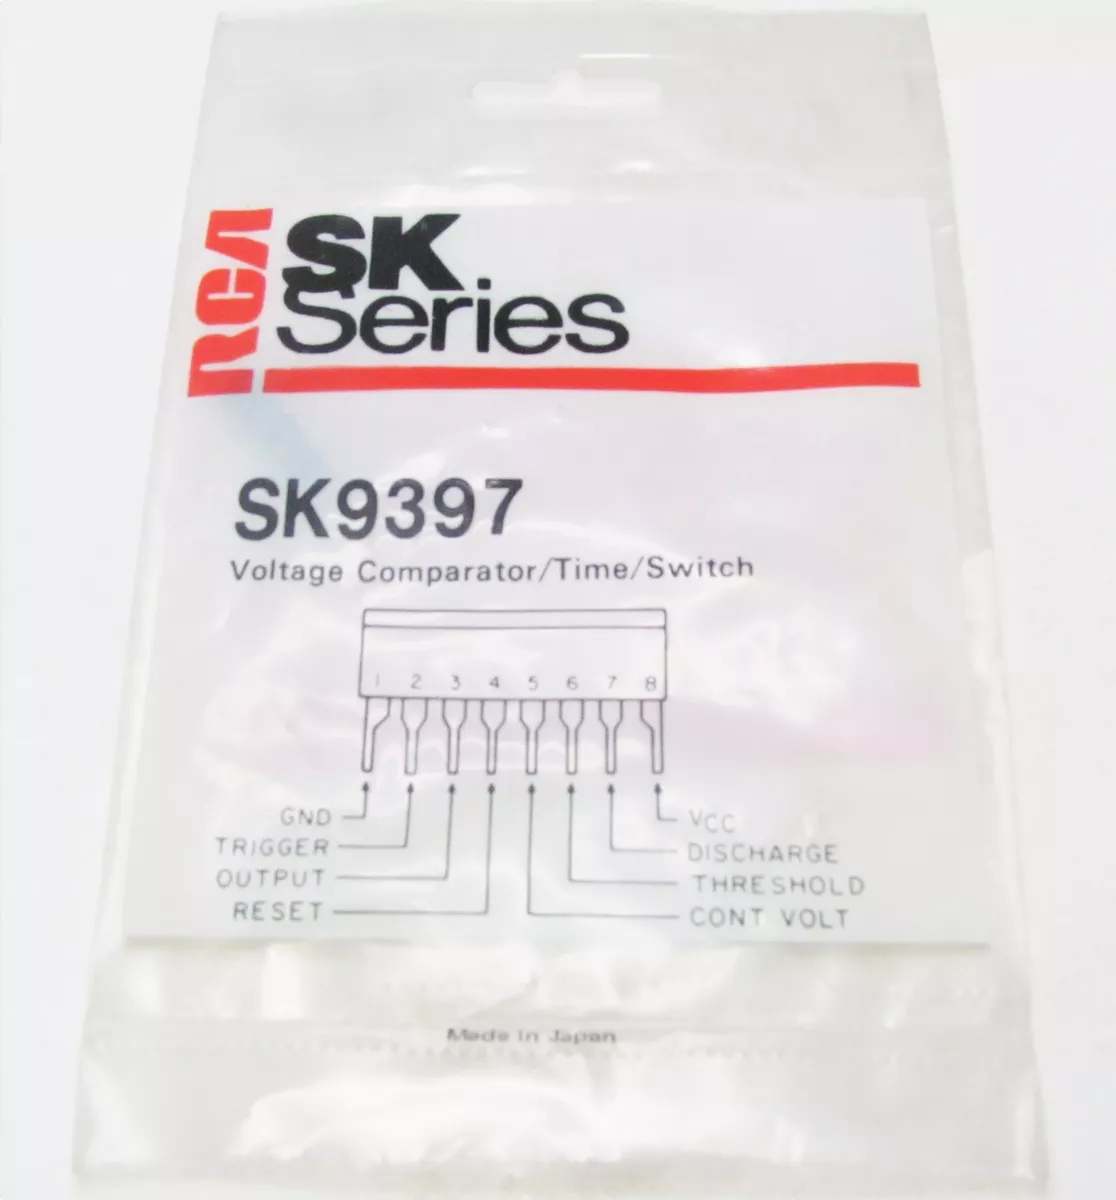 RCA
SK
Series
SK9397
Voltage Comparator/Time/Switch
1 2 3 4 5 6 7 8
GND
TRIGGER
OUTPUT
RESET
VCC
DISCHARGE
THRESHOLD
CONT VOLT
Made in Japan